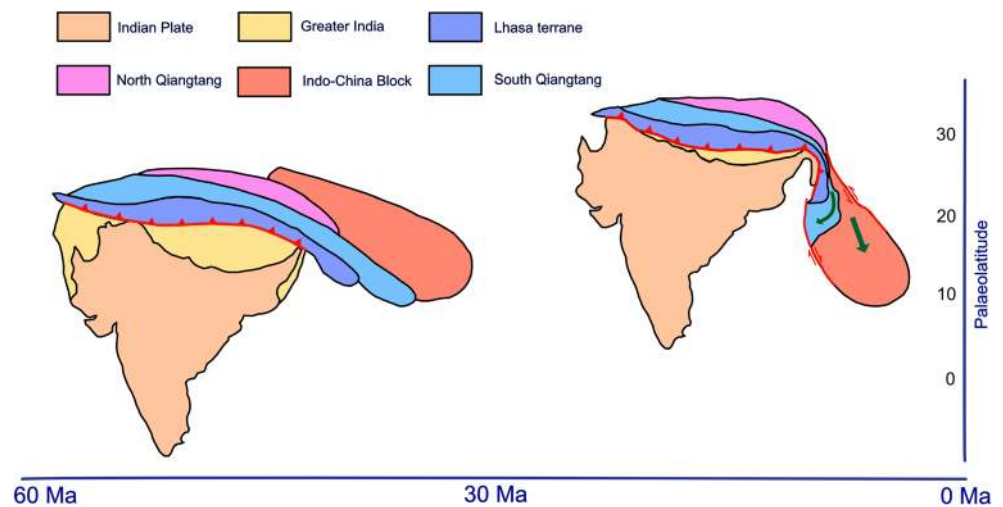 Indian Plate
Greater India
Lhasa terrane
North Qiangtang
Indo-China Block
South Qiangtang
30
20
10
0
Palaeolatitude
60 Ma
30 Ma
0 Ma